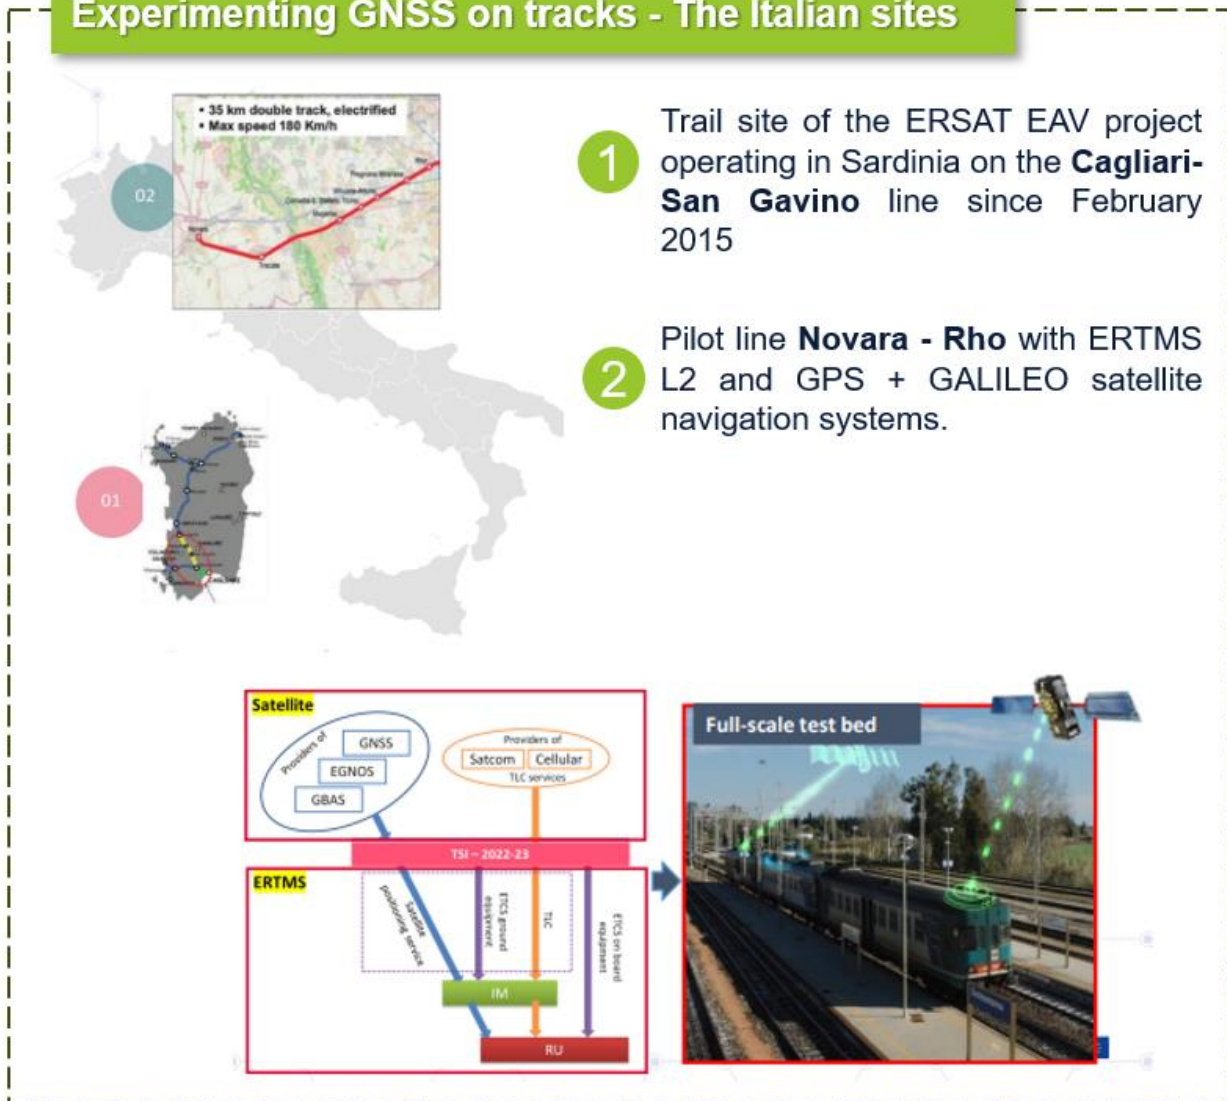 Experimenting GNSS on tracks - The Italian sites
• 35 km double track, electrified
• Max speed 180 Km/h
02
Rho
Novara
Trecate
01
1
Trail site of the ERSAT EAV project
operating in Sardinia on the Cagliari-
San Gavino line since February
2015
2
Pilot line Novara - Rho with ERTMS
L2 and GPS + GALILEO satellite
navigation systems.
Satellite
Providers of
GNSS
EGNOS
GBAS
Providers of
Satcom
Cellular
TLC services
TSI – 2022-23
ERTMS
Satellite
positioning service
ETCS ground
equipment
TLC
ETCS on board
equipment
IM
RU
Full-scale test bed